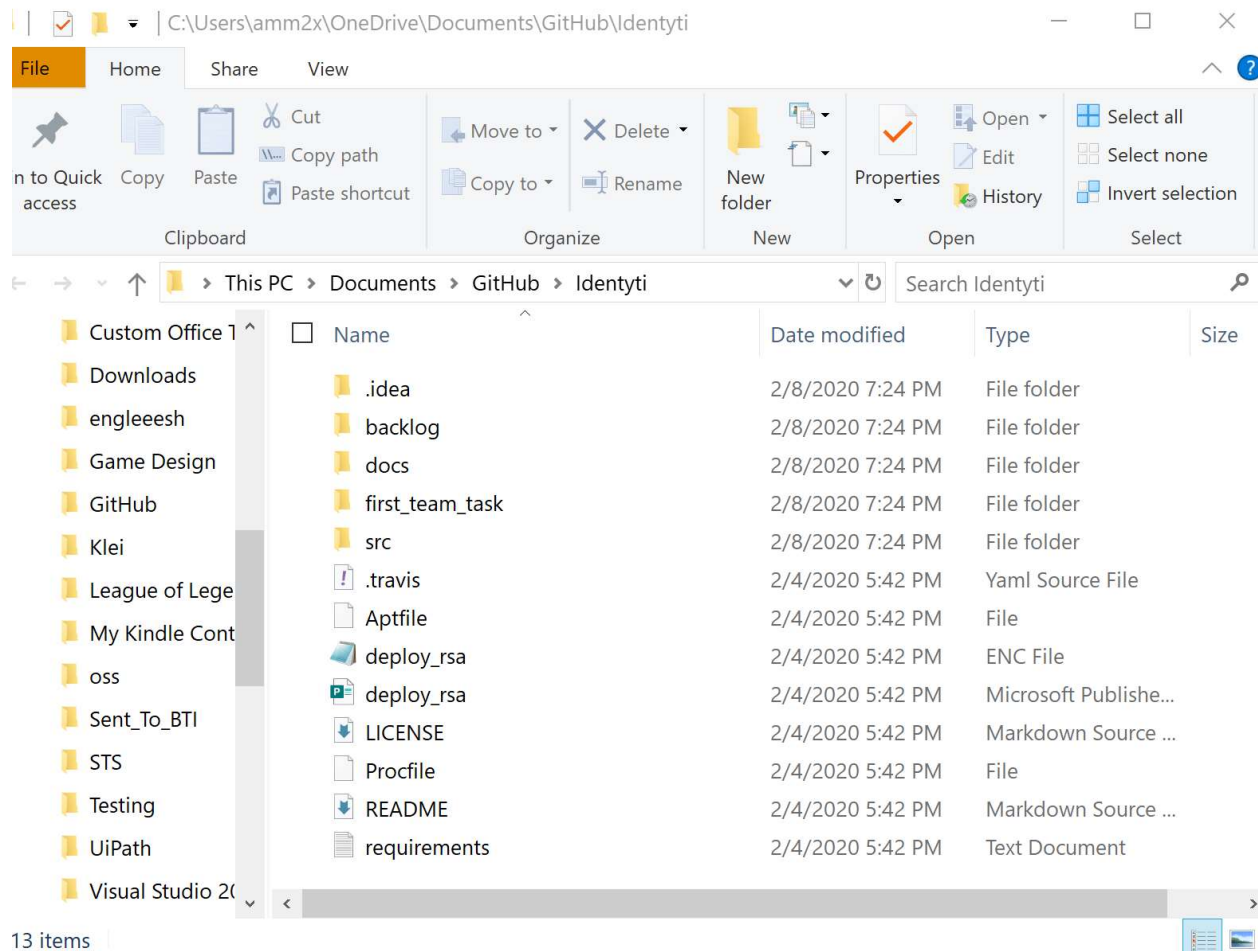 C:\Users\amm2x\OneDrive\Documents\GitHub\Identyti
File Home Share View
n to Quick access
Copy
Paste
Cut
Copy path
Paste shortcut
Clipboard
Move to
Copy to
Delete
Rename
Organize
New folder
New
Properties
Open
Edit
History
Open
Select all
Select none
Invert selection
Select
> This PC > Documents > GitHub > Identyti
Search Identyti
Custom Office T
Downloads
engleeesh
Game Design
GitHub
Klei
League of Lege
My Kindle Cont
oss
Sent_To_BTI
STS
Testing
UiPath
Visual Studio 20
Name Date modified Type Size
.idea 2/8/2020 7:24 PM File folder
backlog 2/8/2020 7:24 PM File folder
docs 2/8/2020 7:24 PM File folder
first_team_task 2/8/2020 7:24 PM File folder
src 2/8/2020 7:24 PM File folder
.travis 2/4/2020 5:42 PM Yaml Source File
Aptfile 2/4/2020 5:42 PM File
deploy_rsa 2/4/2020 5:42 PM ENC File
deploy_rsa 2/4/2020 5:42 PM Microsoft Publishe...
LICENSE 2/4/2020 5:42 PM Markdown Source ...
Procfile 2/4/2020 5:42 PM File
README 2/4/2020 5:42 PM Markdown Source ...
requirements 2/4/2020 5:42 PM Text Document
13 items